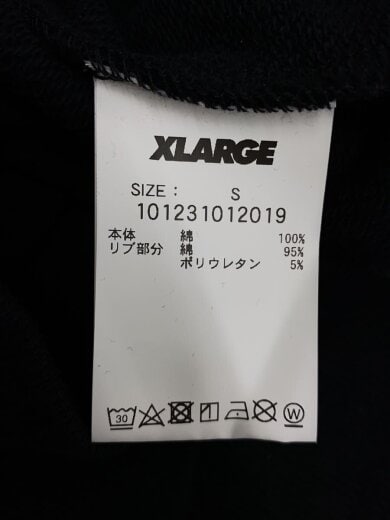 XLARGE
SIZE : S
101231012019
本体 綿 100%
リブ部分 綿 95%
ポリウレタン 5%
30 W